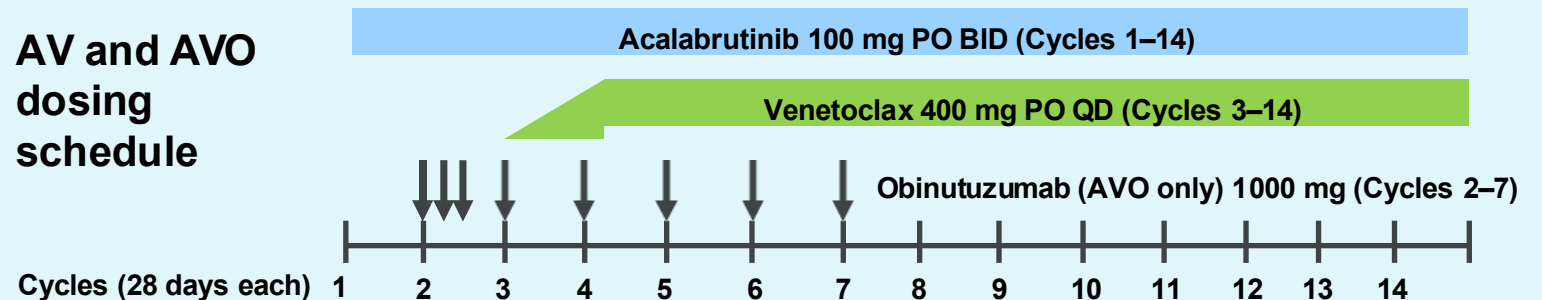 AV and AVO
dosing
schedule
Acalabrutinib 100 mg PO BID (Cycles 1–14)
Venetoclax 400 mg PO QD (Cycles 3–14)
Obinutuzumab (AVO only) 1000 mg (Cycles 2–7)
Cycles (28 days each) 1 2 3 4 5 6 7 8 9 10 11 12 13 14